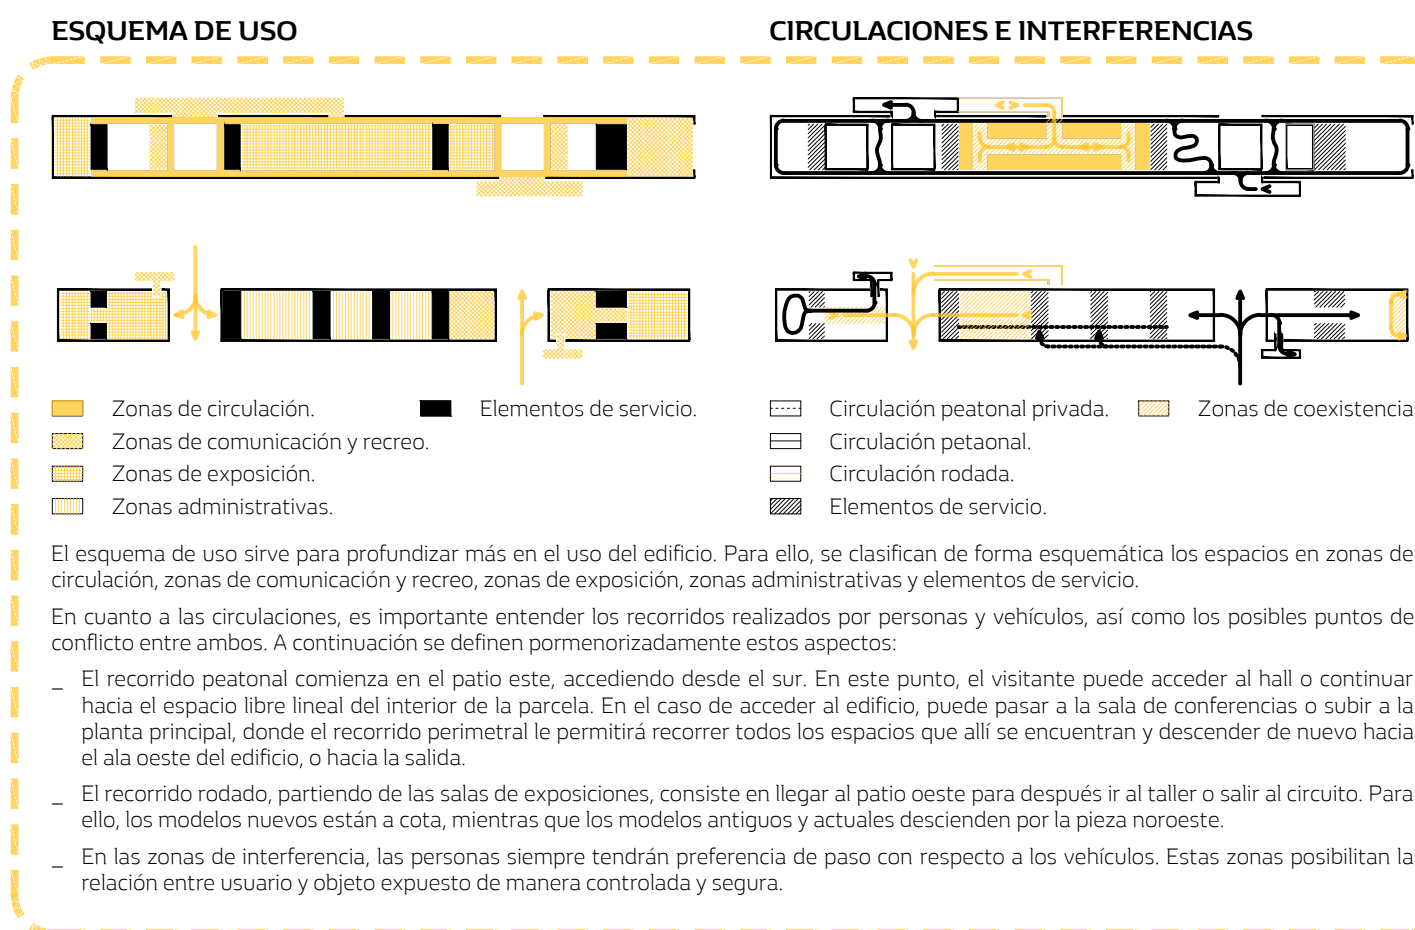 ESQUEMA DE USO
CIRCULACIONES E INTERFERENCIAS
Zonas de circulación.
Elementos de servicio.
Zonas de comunicación y recreo.
Zonas de exposición.
Zonas administrativas.
Circulación peatonal privada.
Zonas de coexistencia
Circulación petaonal.
Circulación rodada.
Elementos de servicio.
El esquema de uso sirve para profundizar más en el uso del edificio. Para ello, se clasifican de forma esquemática los espacios en zonas de
circulación, zonas de comunicación y recreo, zonas de exposición, zonas administrativas y elementos de servicio.
En cuanto a las circulaciones, es importante entender los recorridos realizados por personas y vehículos, así como los posibles puntos de
conflicto entre ambos. A continuación se definen pormenorizadamente estos aspectos:
_ El recorrido peatonal comienza en el patio este, accediendo desde el sur. En este punto, el visitante puede acceder al hall o continuar
hacia el espacio libre lineal del interior de la parcela. En el caso de acceder al edificio, puede pasar a la sala de conferencias o subir a la
planta principal, donde el recorrido perimetral le permitirá recorrer todos los espacios que allí se encuentran y descender de nuevo hacia
el ala oeste del edificio, o hacia la salida.
_ El recorrido rodado, partiendo de las salas de exposiciones, consiste en llegar al patio oeste para después ir al taller o salir al circuito. Para
ello, los modelos nuevos están a cota, mientras que los modelos antiguos y actuales descienden por la pieza noroeste.
_ En las zonas de interferencia, las personas siempre tendrán preferencia de paso con respecto a los vehículos. Estas zonas posibilitan la
relación entre usuario y objeto expuesto de manera controlada y segura.